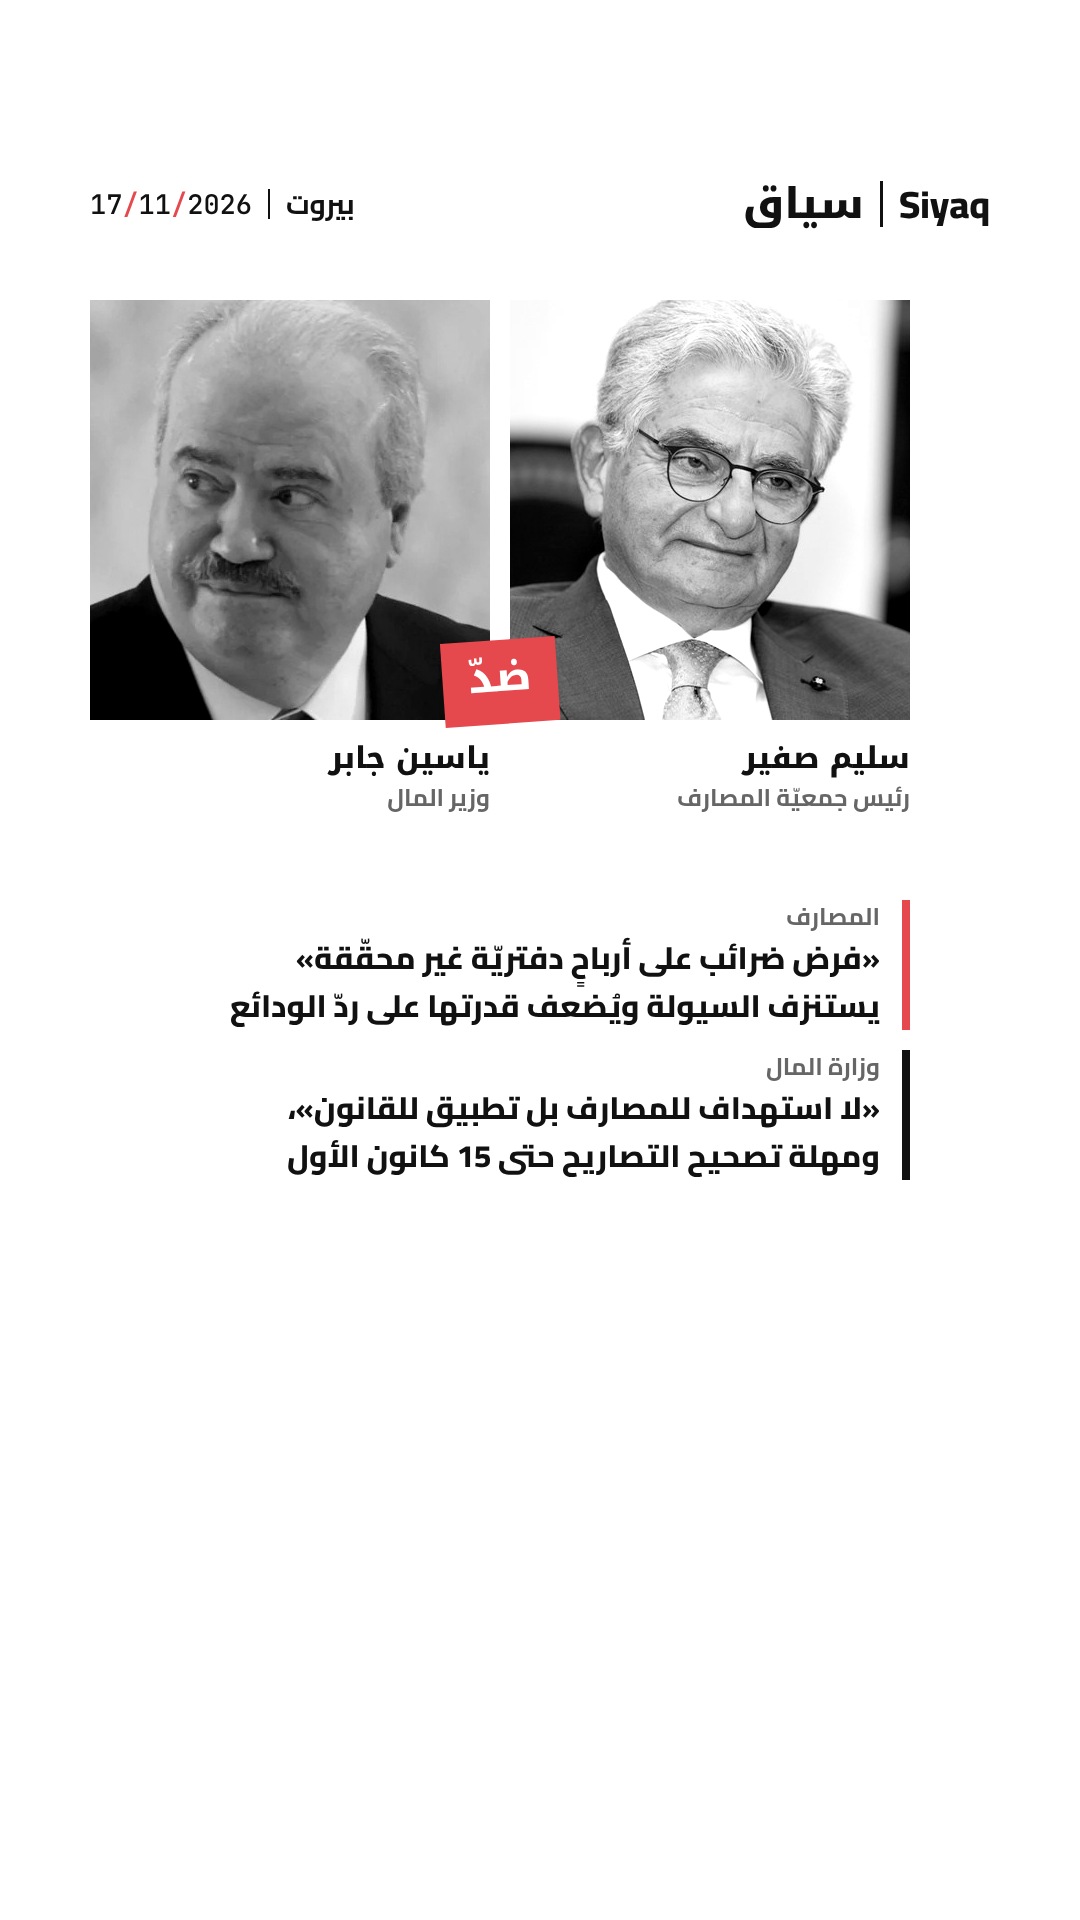 سياق | Siyaq
بيروت | 17/11/2026
ضدّ
سليم صفير
رئيس جمعيّة المصارف
ياسين جابر
وزير المال
المصارف
«فرض ضرائب على أرباحٍ دفتريّة غير محقّقة»
يستنزف السيولة ويُضعف قدرتها على ردّ الودائع
وزارة المال
«لا استهداف للمصارف بل تطبيق للقانون»،
ومهلة تصحيح التصاريح حتى 15 كانون الأول